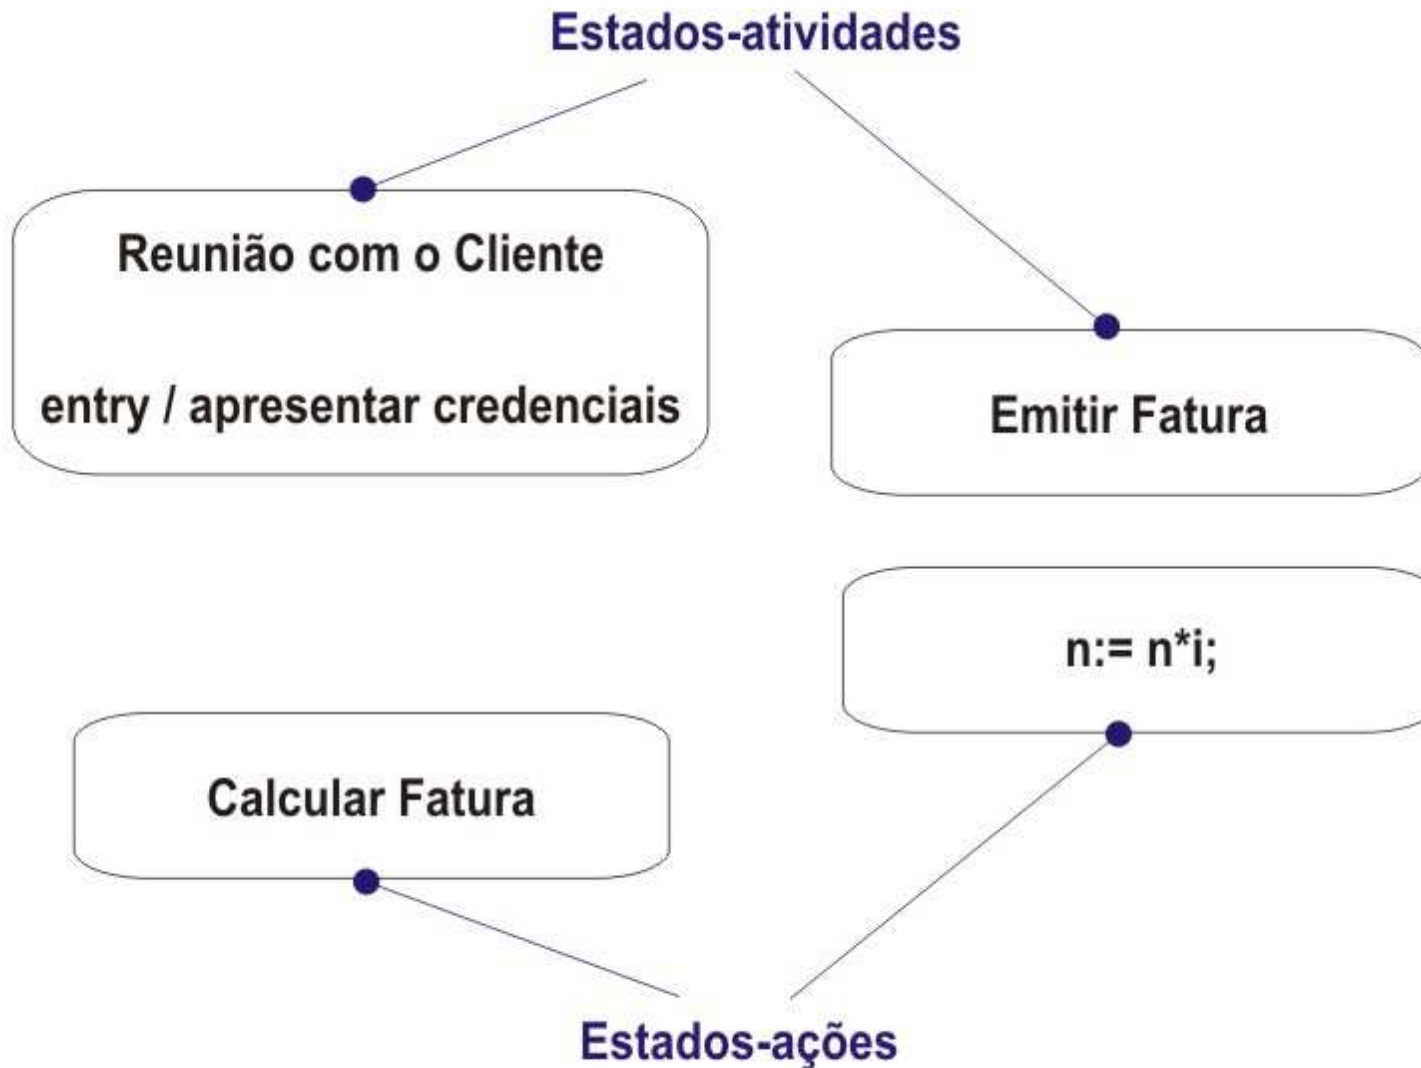 Estados-atividades
Reunião com o Cliente
entry / apresentar credenciais
Emitir Fatura
n:= n*i;
Calcular Fatura
Estados-ações